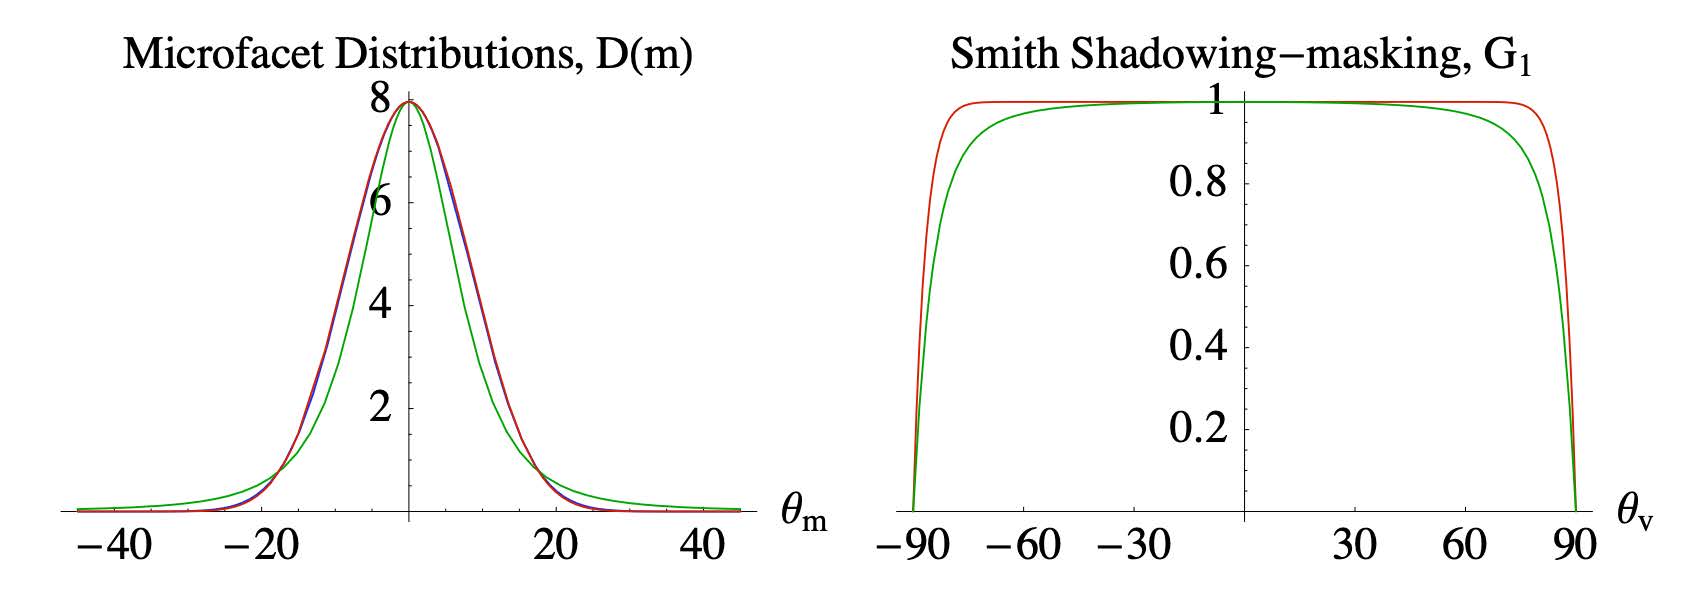 Microfacet Distributions, D(m)
8
6
4
2
−40 −20 20 40
θm
Smith Shadowing−masking, G1
1
0.8
0.6
0.4
0.2
−90 −60 −30 30 60 90
θv